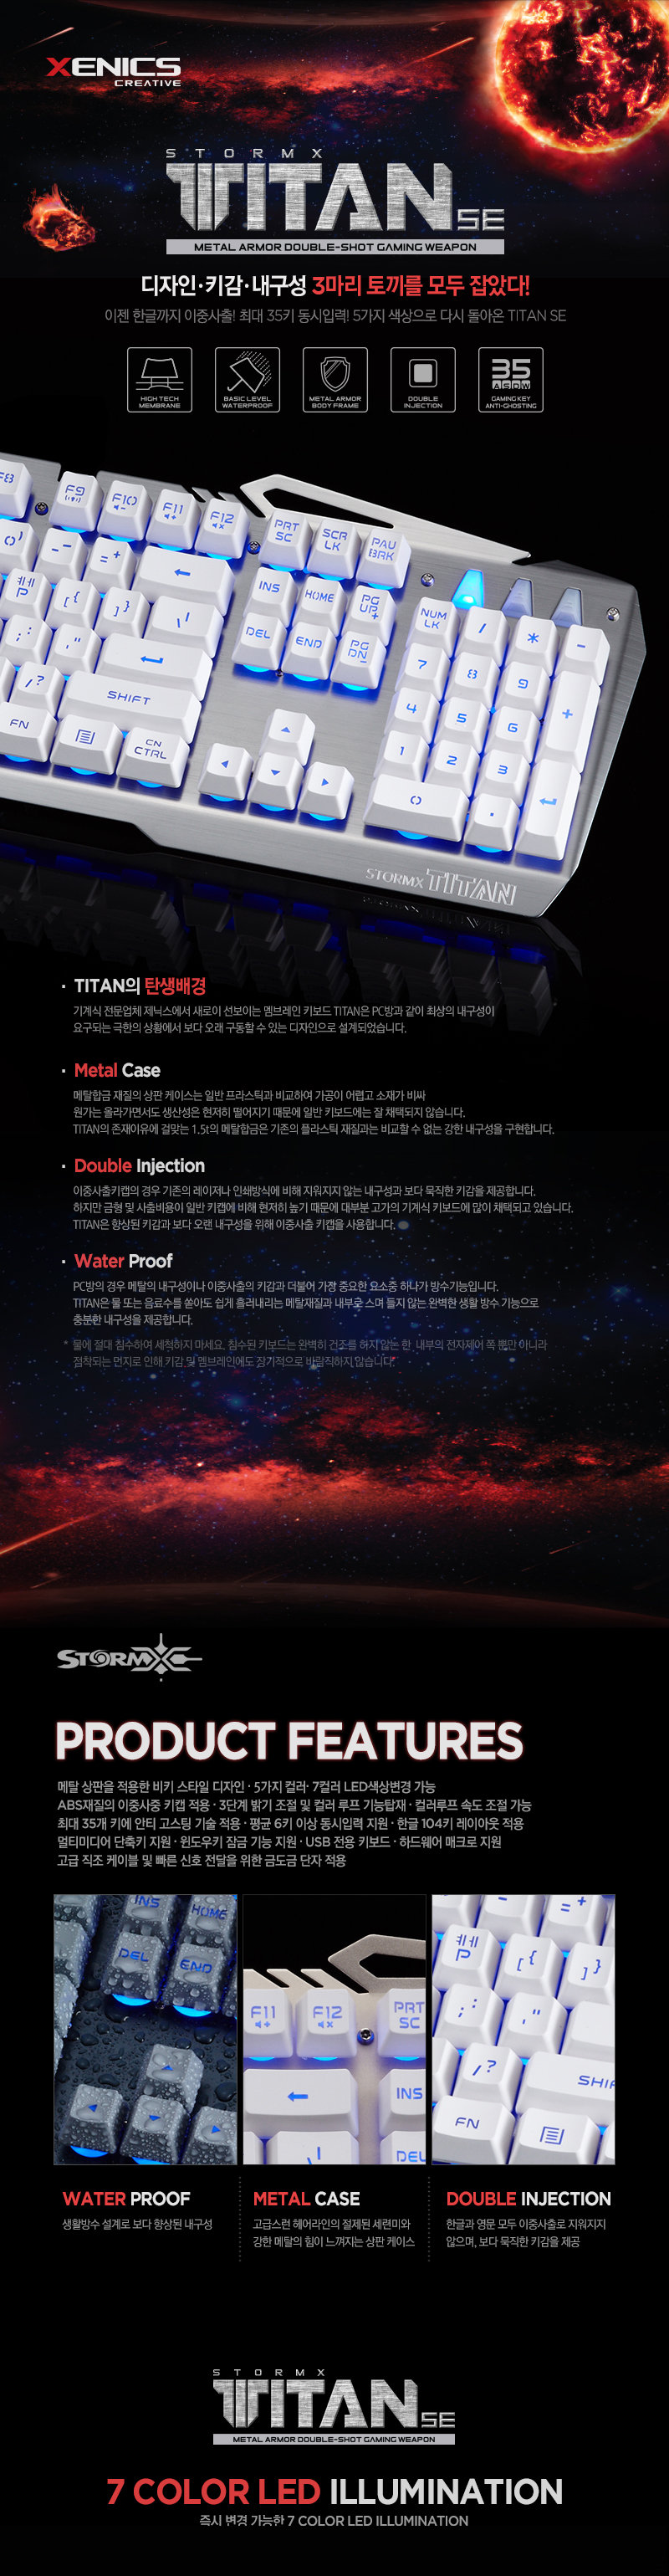 XENICS
CREATIVE
STORMX
TITAN SE
METAL ARMOR DOUBLE-SHOT GAMING WEAPON
디자인·키감·내구성 3마리 토끼를 모두 잡았다!
이젠 한글까지 이중사출! 최대 35키 동시입력! 5가지 색상으로 다시 돌아온 TITAN SE
HIGH TECH MEMBRANE
BASIC LEVEL WATERPROOF
METAL ARMOR BODY FRAME
DOUBLE INJECTION
35
A S D W
GAMING KEY ANTI-GHOSTING
F8 F9 F10 F11 F12 PRT SC SCR LK PAU BRK
INS HOME PG UP
DEL END PG DN
NUM LK / * -
7 8 9 +
4 5 6
1 2 3
0 .
ㅔㅖ P [ { ] } \ |
; : , "
/ ? SHIFT
FN CN CTRL
STORMX TITAN
· TITAN의 탄생배경
기계식 전문업체 제닉스에서 새로이 선보이는 멤브레인 키보드 TITAN은 PC방과 같이 최상의 내구성이
요구되는 극한의 상황에서 보다 오래 구동할 수 있는 디자인으로 설계되었습니다.
· Metal Case
메탈합금 재질의 상판 케이스는 일반 프라스틱과 비교하여 가공이 어렵고 소재가 비싸
원가는 올라가면서도 생산성은 현저히 떨어지기 때문에 일반 키보드에는 잘 채택되지 않습니다.
TITAN의 존재이유에 걸맞는 1.5t의 메탈합금은 기존의 플라스틱 재질과는 비교할 수 없는 강한 내구성을 구현합니다.
· Double Injection
이중사출키캡의 경우 기존의 레이저나 인쇄방식에 비해 지워지지 않는 내구성과 보다 묵직한 키감을 제공합니다.
하지만 금형 및 사출비용이 일반 키캡에 비해 현저히 높기 때문에 대부분 고가의 기계식 키보드에 많이 채택되고 있습니다.
TITAN은 향상된 키감과 보다 오랜 내구성을 위해 이중사출 키캡을 사용합니다.
· Water Proof
PC방의 경우 메탈의 내구성이나 이중사출의 키감과 더불어 가장 중요한 요소중 하나가 방수기능입니다.
TITAN은 물 또는 음료수를 쏟아도 쉽게 흘러내리는 메탈재질과 내부로 스며 들지 않는 완벽한 생활 방수 기능으로
충분한 내구성을 제공합니다.
* 물에 절대 침수하여 세척하지 마세요. 침수된 키보드는 완벽히 건조를 하지 않는 한, 내부의 전자제어 쪽 뿐만 아니라
점착되는 먼지로 인해 키감 및 멤브레인에도 장기적으로 바람직하지 않습니다.
STORMX
PRODUCT FEATURES
메탈 상판을 적용한 비키 스타일 디자인 · 5가지 컬러· 7컬러 LED색상변경 가능
ABS재질의 이중사중 키캡 적용 · 3단계 밝기 조절 및 컬러 루프 기능탑재 · 컬러루프 속도 조절 가능
최대 35개 키에 안티 고스팅 기술 적용 · 평균 6키 이상 동시입력 지원 · 한글 104키 레이아웃 적용
멀티미디어 단축키 지원 · 윈도우키 잠금 기능 지원 · USB 전용 키보드 · 하드웨어 매크로 지원
고급 직조 케이블 및 빠른 신호 전달을 위한 금도금 단자 적용
INS HOME
DEL END
F11 F12 PRT SC
INS
DEL
ㅔㅖ P [ { ] }
; : , "
/ ? SHI
FN
WATER PROOF
생활방수 설계로 보다 향상된 내구성
METAL CASE
고급스런 헤어라인의 절제된 세련미와
강한 메탈의 힘이 느껴지는 상판 케이스
DOUBLE INJECTION
한글과 영문 모두 이중사출로 지워지지
않으며, 보다 묵직한 키감을 제공
STORMX
TITAN SE
METAL ARMOR DOUBLE-SHOT GAMING WEAPON
7 COLOR LED ILLUMINATION
즉시 변경 가능한 7 COLOR LED ILLUMINATION